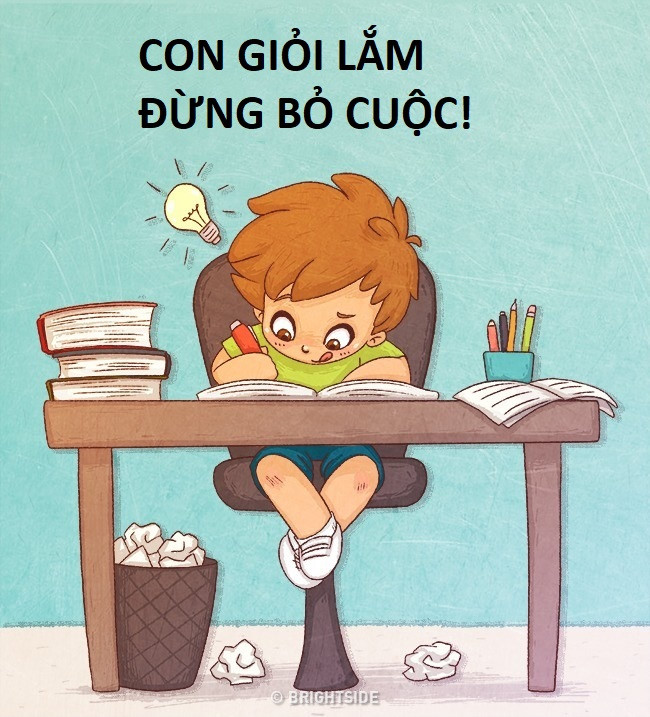 CON GIỎI LẮM
ĐỪNG BỎ CUỘC!
© BRIGHTSIDE